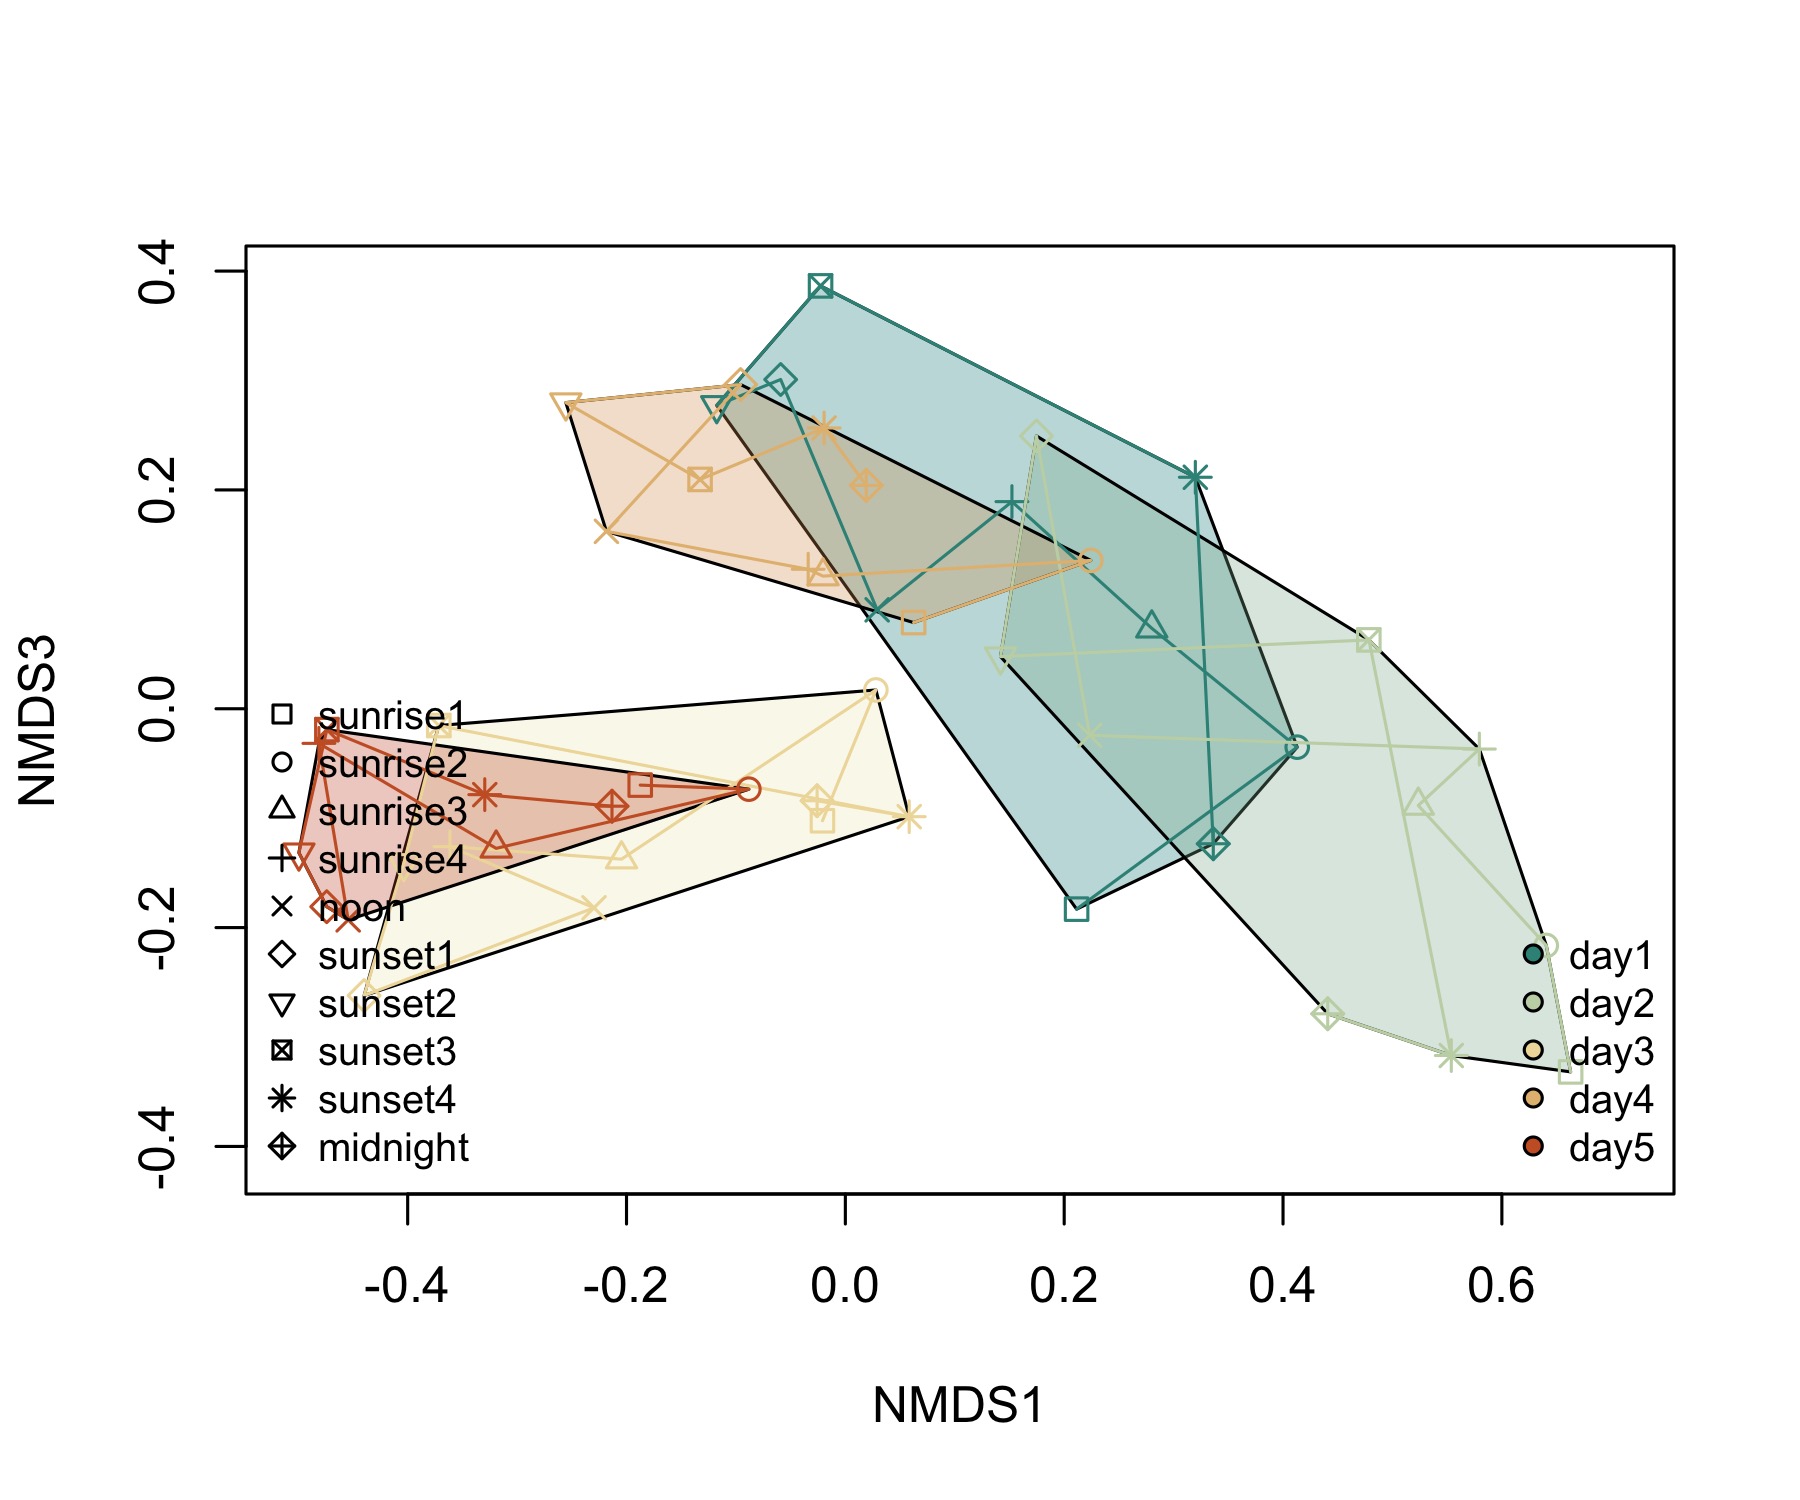 0.4
0.2
0.0
-0.2
-0.4
NMDS3
sunrise1
sunrise2
sunrise3
sunrise4
noon
sunset1
sunset2
sunset3
sunset4
midnight
day1
day2
day3
day4
day5
-0.4 -0.2 0.0 0.2 0.4 0.6
NMDS1